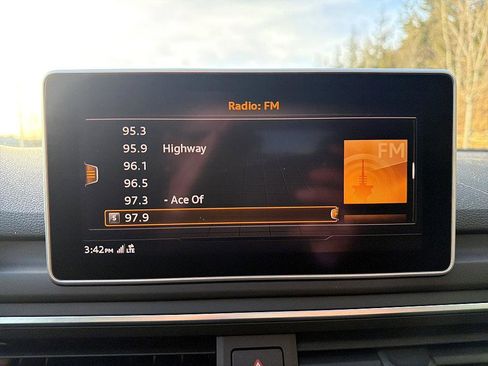 Radio: FM
95.3
95.9 Highway
96.1
96.5
97.3 - Ace Of
5 97.9
FM
3:42PM LTE